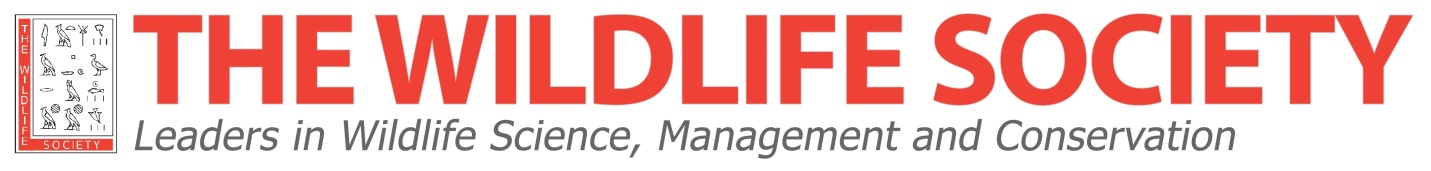 THE WILDLIFE SOCIETY
THE WILDLIFE SOCIETY
Leaders in Wildlife Science, Management and Conservation